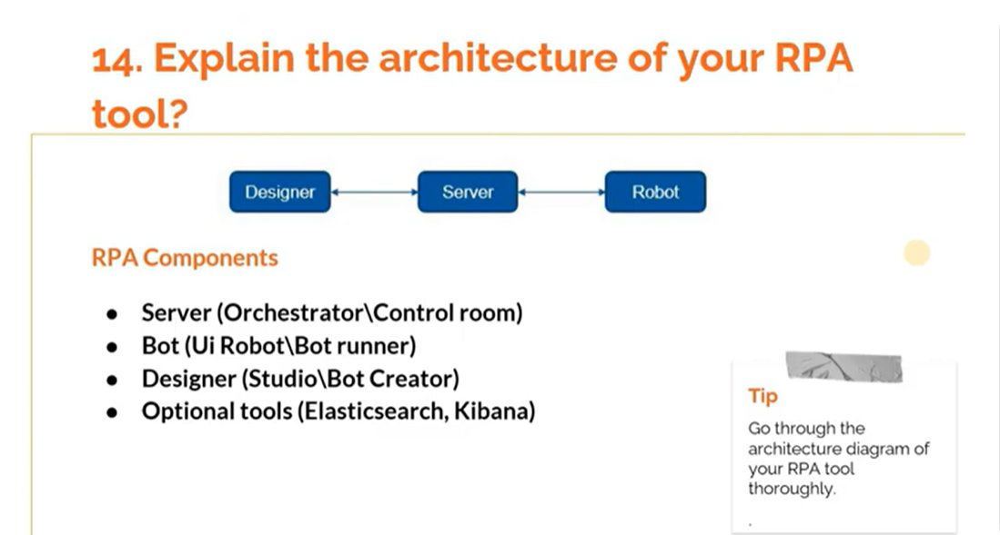 14. Explain the architecture of your RPA
tool?
Designer
Server
Robot
RPA Components
● Server (Orchestrator\Control room)
● Bot (Ui Robot\Bot runner)
● Designer (Studio\Bot Creator)
● Optional tools (Elasticsearch, Kibana)
Tip
Go through the
architecture diagram of
your RPA tool
thoroughly.
.